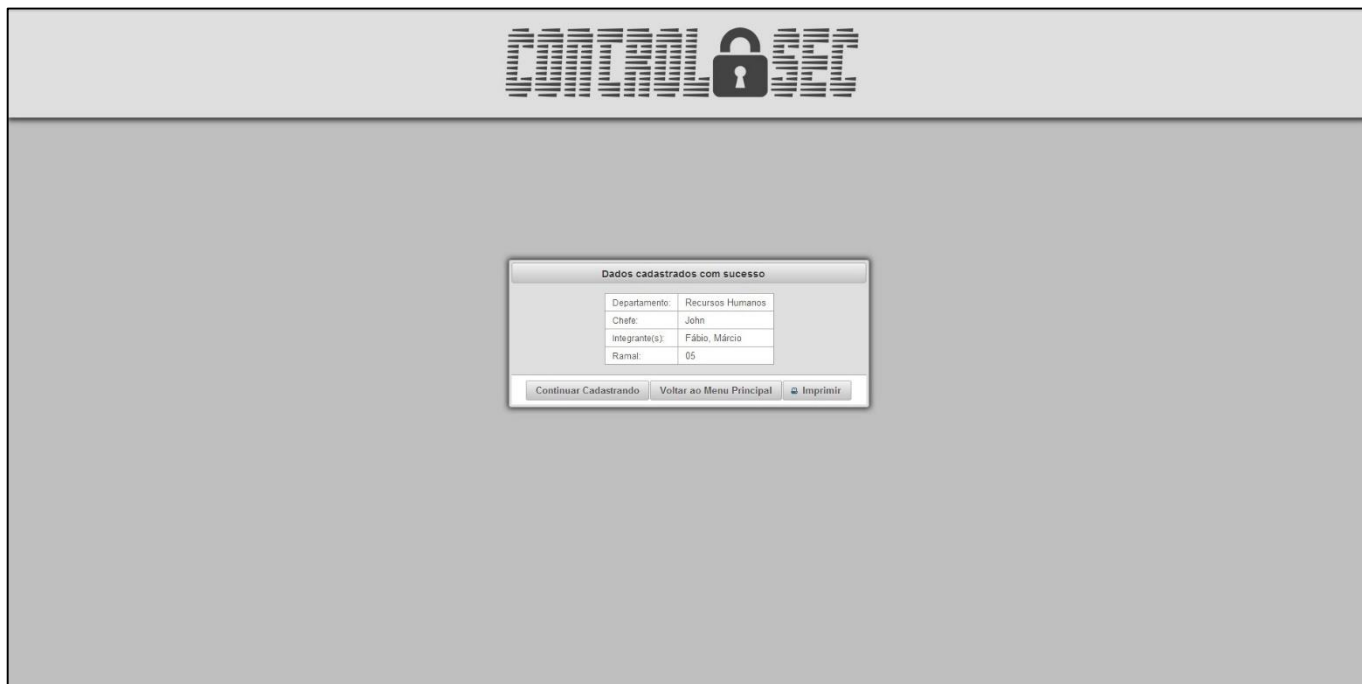 CONTROL SEC
Dados cadastrados com sucesso
Departamento: Recursos Humanos
Chefe: John
Integrante(s): Fábio, Márcio
Ramal: 05
Continuar Cadastrando Voltar ao Menu Principal Imprimir